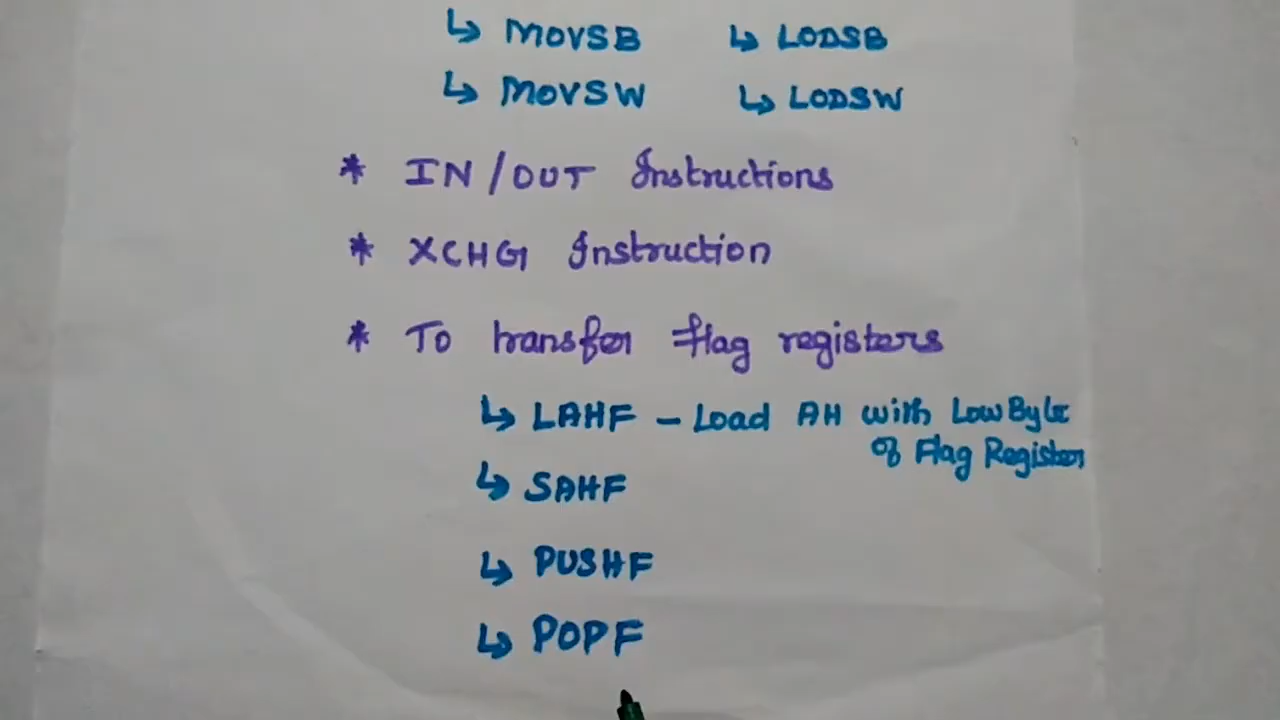 ↳ MOVSB ↳ LODSB
↳ MOVSW ↳ LODSW
* IN/OUT Instructions
* XCHG Instruction
* To transfer flag registers
↳ LAHF - Load AH with Low Byte
of Flag Register
↳ SAHF
↳ PUSHF
↳ POPF